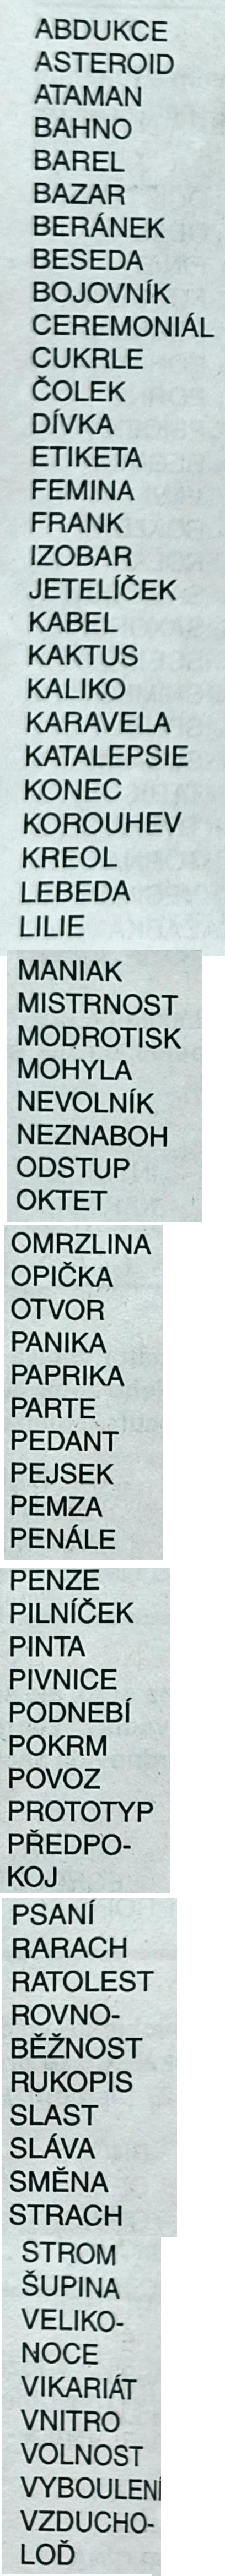 ABDUKCE
ASTEROID
ATAMAN
BAHNO
BAREL
BAZAR
BERÁNEK
BESEDA
BOJOVNÍK
CEREMONIÁL
CUKRLE
ČOLEK
DÍVKA
ETIKETA
FEMINA
FRANK
IZOBAR
JETELÍČEK
KABEL
KAKTUS
KALIKO
KARAVELA
KATALEPSIE
KONEC
KOROUHEV
KREOL
LEBEDA
LILIE
MANIAK
MISTRNOST
MODROTISK
MOHYLA
NEVOLNÍK
NEZNABOH
ODSTUP
OKTET
OMRZLINA
OPIČKA
OTVOR
PANIKA
PAPRIKA
PARTE
PEDANT
PEJSEK
PEMZA
PENÁLE
PENZE
PILNÍČEK
PINTA
PIVNICE
PODNEBÍ
POKRM
POVOZ
PROTOTYP
PŘEDPO-
KOJ
PSANÍ
RARACH
RATOLEST
ROVNO-
BĚŽNOST
RUKOPIS
SLAST
SLÁVA
SMĚNA
STRACH
STROM
ŠUPINA
VELIKO-
NOCE
VIKARIÁT
VNITRO
VOLNOST
VYBOULENÍ
VZDUCHO-
LOĎ